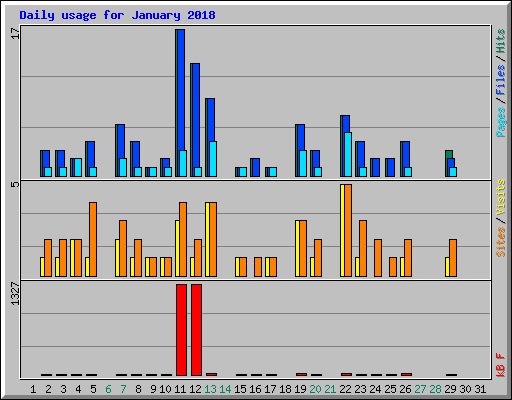 Daily usage for January 2018
17
5
1327
Pages / Files / Hits
Sites / Visits
kB F
1 2 3 4 5 6 7 8 9 10 11 12 13 14 15 16 17 18 19 20 21 22 23 24 25 26 27 28 29 30 31